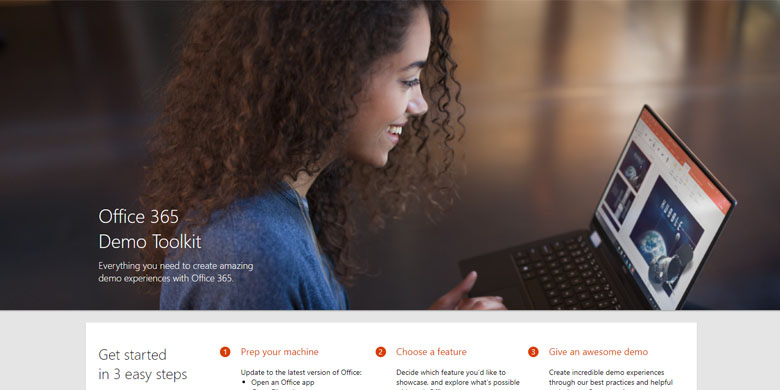 Office 365
Demo Toolkit
Everything you need to create amazing
demo experiences with Office 365.
HUBBLE
Get started
in 3 easy steps
1 Prep your machine
Update to the latest version of Office:
• Open an Office app
2 Choose a feature
Decide which feature you'd like to
showcase, and explore what's possible
3 Give an awesome demo
Create incredible demo experiences
through our best practices and helpful